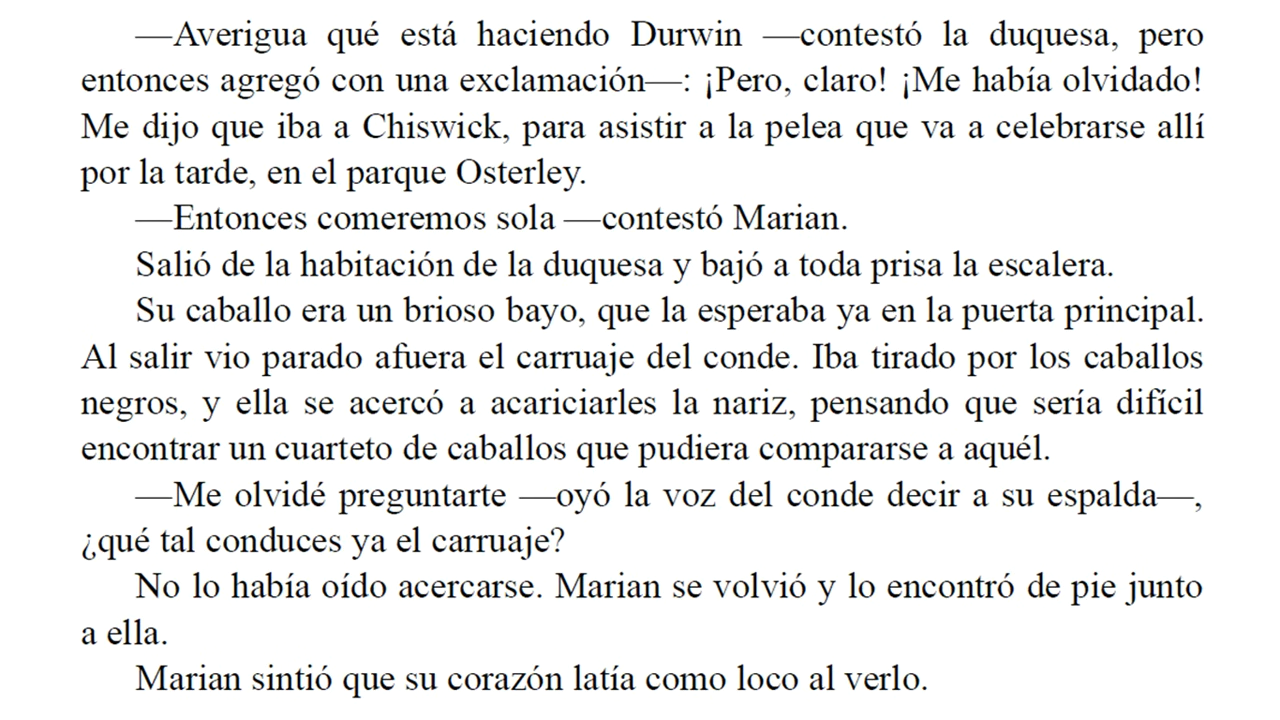 —Averigua qué está haciendo Durwin —contestó la duquesa, pero
entonces agregó con una exclamación—: ¡Pero, claro! ¡Me había olvidado!
Me dijo que iba a Chiswick, para asistir a la pelea que va a celebrarse allí
por la tarde, en el parque Osterley.
—Entonces comeremos sola —contestó Marian.
Salió de la habitación de la duquesa y bajó a toda prisa la escalera.
Su caballo era un brioso bayo, que la esperaba ya en la puerta principal.
Al salir vio parado afuera el carruaje del conde. Iba tirado por los caballos
negros, y ella se acercó a acariciarles la nariz, pensando que sería difícil
encontrar un cuarteto de caballos que pudiera compararse a aquél.
—Me olvidé preguntarte —oyó la voz del conde decir a su espalda—,
¿qué tal conduces ya el carruaje?
No lo había oído acercarse. Marian se volvió y lo encontró de pie junto
a ella.
Marian sintió que su corazón latía como loco al verlo.